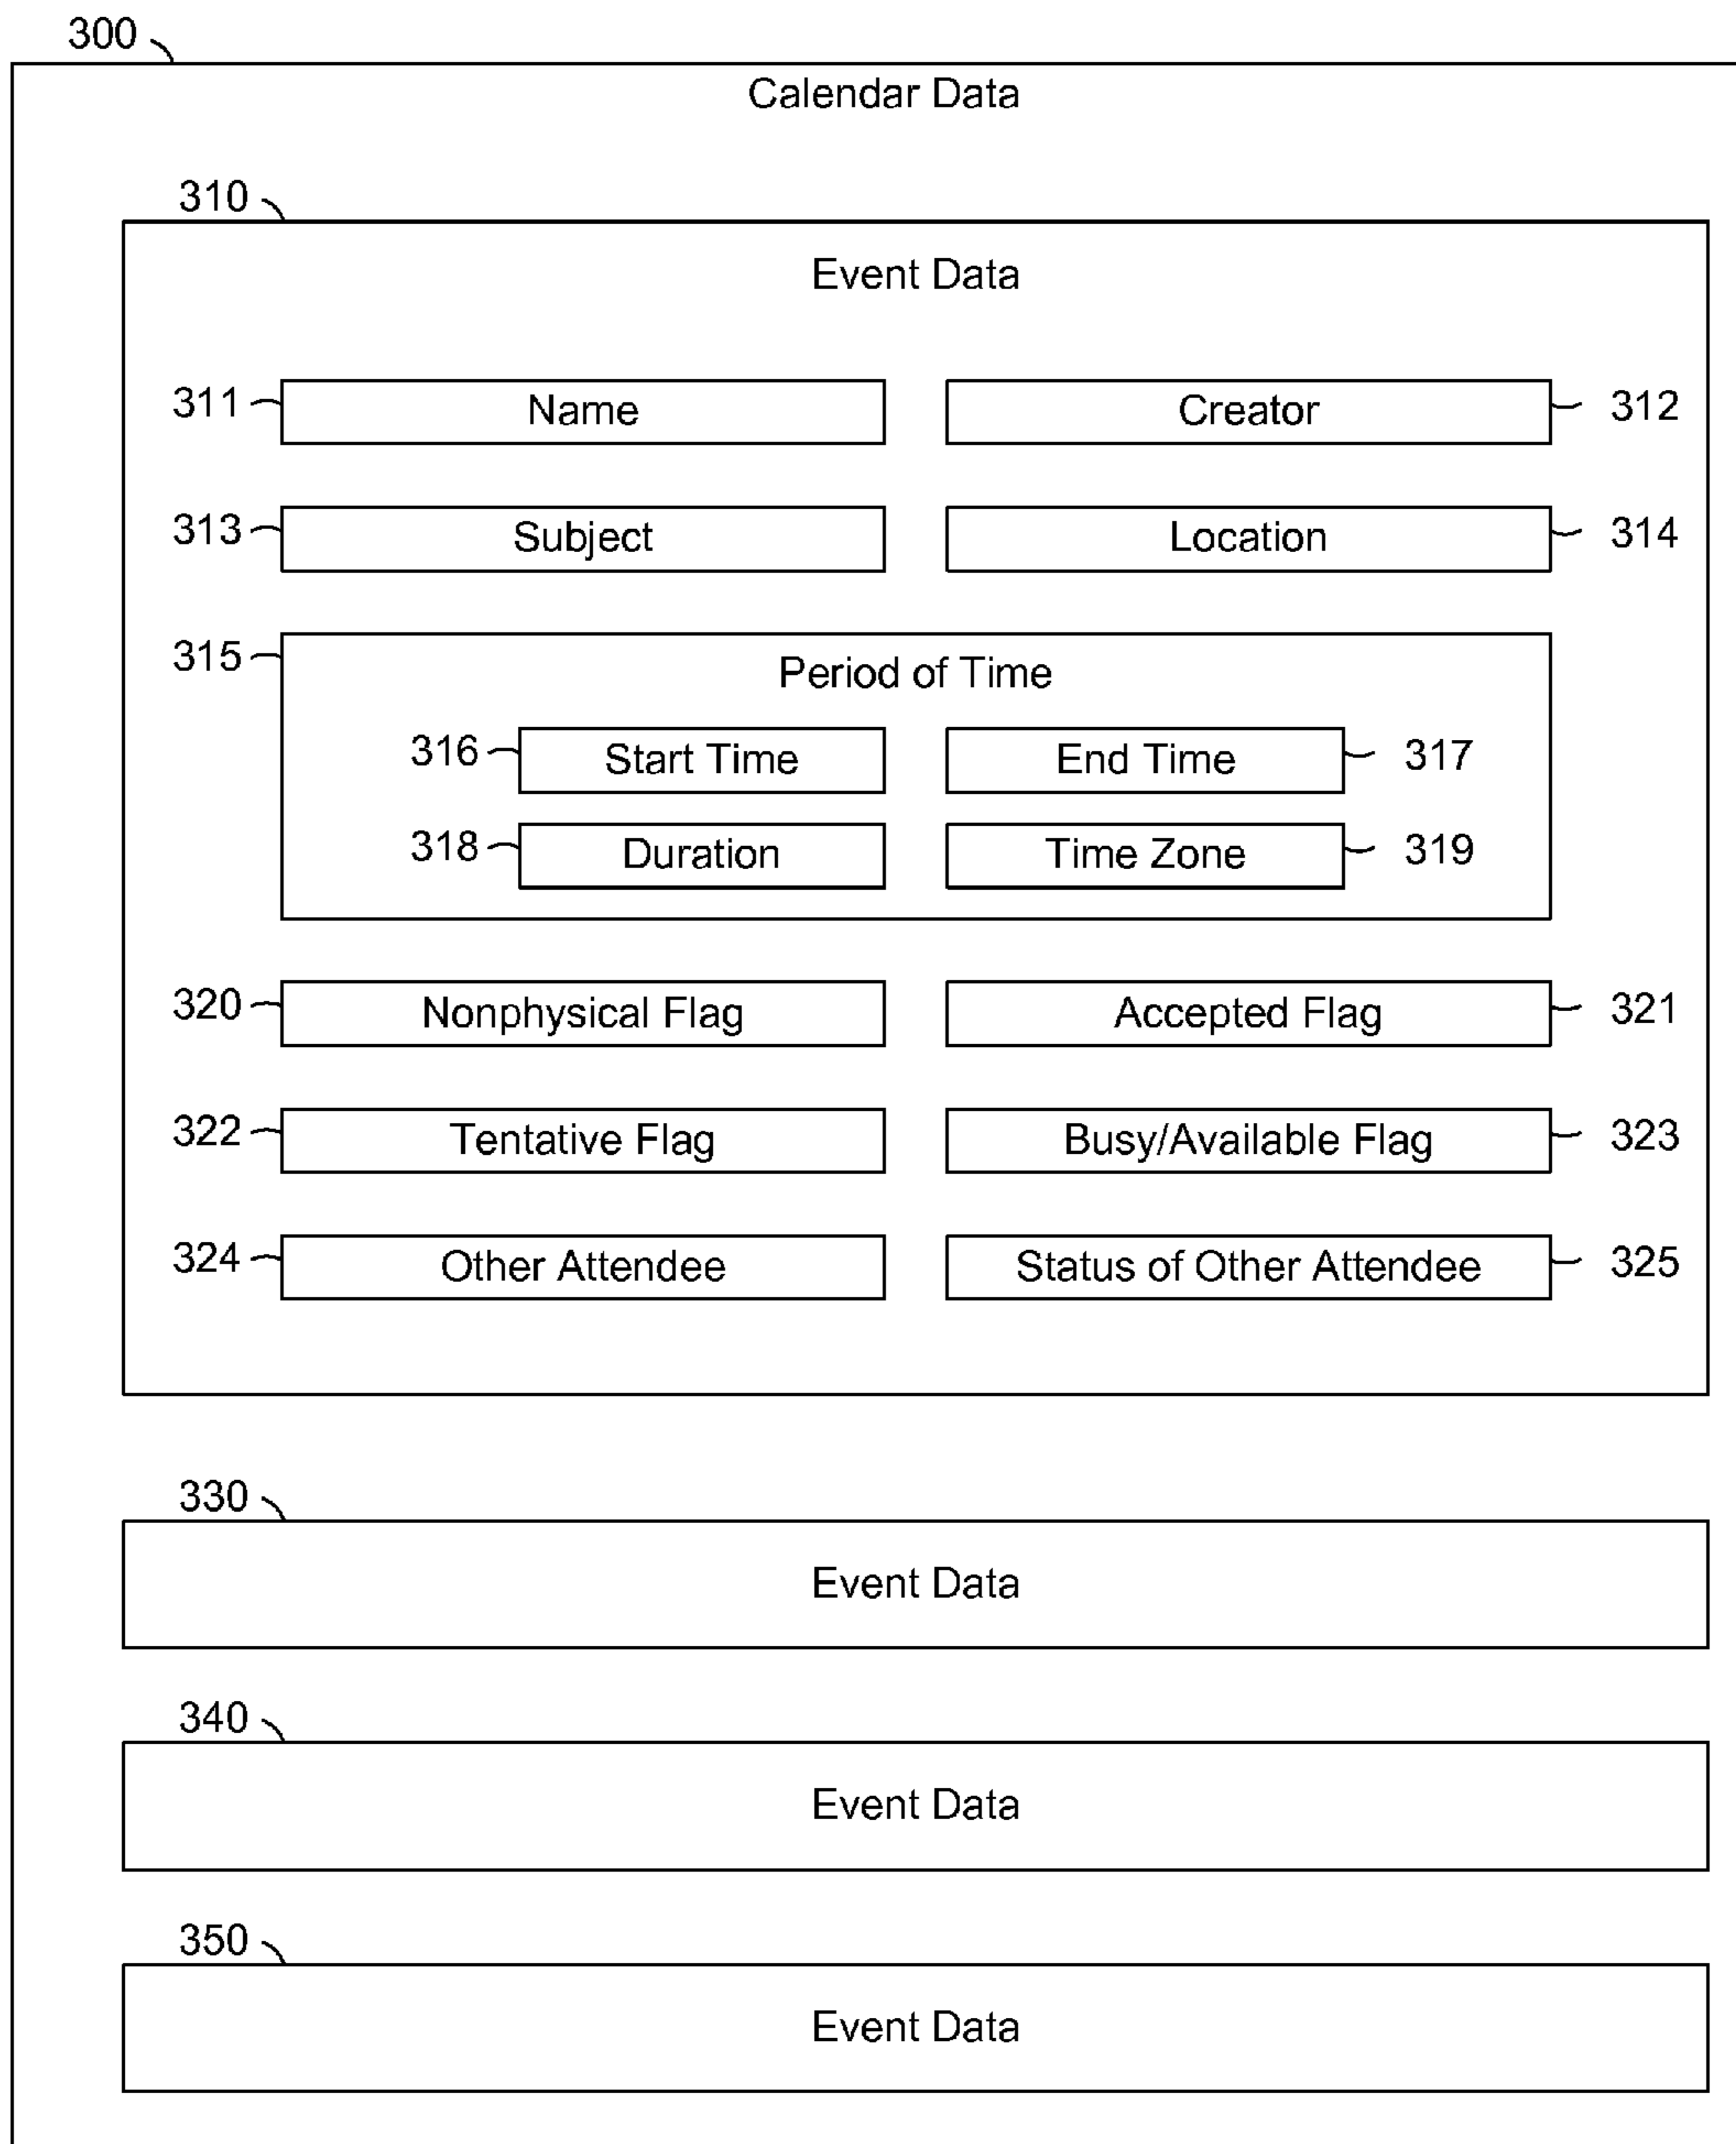 300
Calendar Data
310
Event Data
311 Name Creator 312
313 Subject Location 314
315 Period of Time
316 Start Time End Time 317
318 Duration Time Zone 319
320 Nonphysical Flag Accepted Flag 321
322 Tentative Flag Busy/Available Flag 323
324 Other Attendee Status of Other Attendee 325
330
Event Data
340
Event Data
350
Event Data